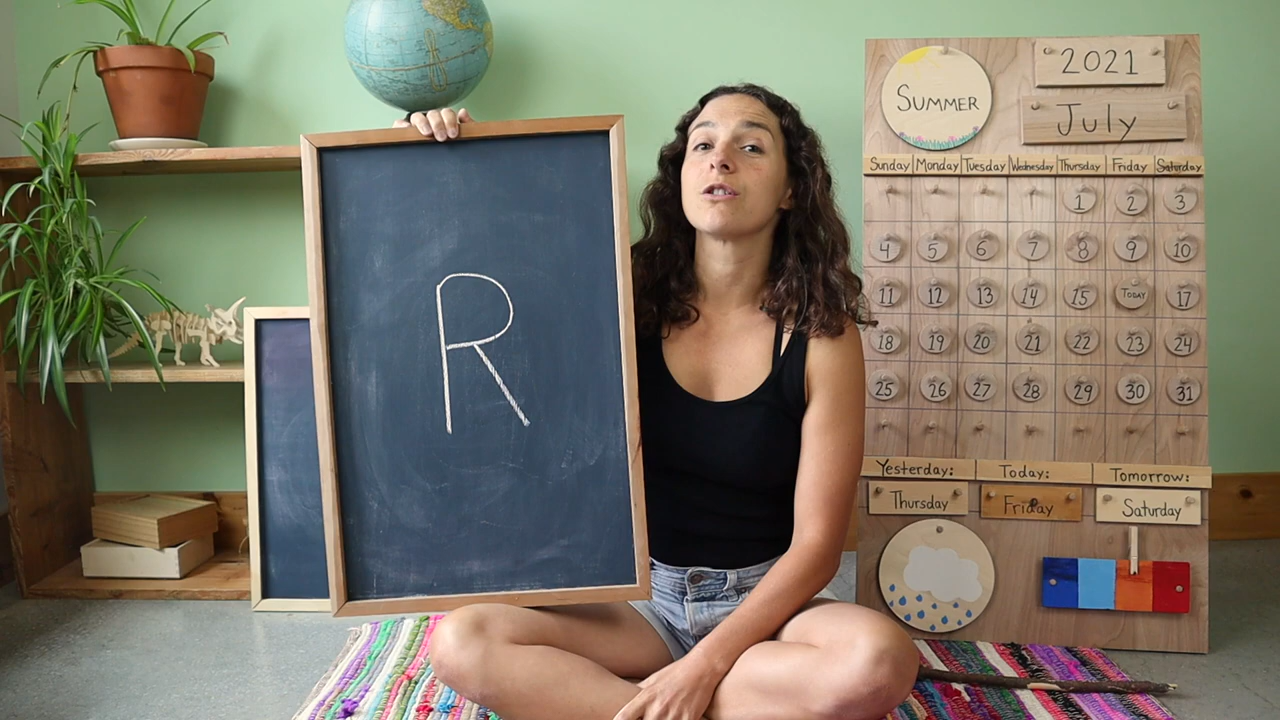 R
SUMMER
2021
July
Sunday Monday Tuesday Wednesday Thursday Friday Saturday
1 2 3
4 5 6 7 8 9 10
11 12 13 14 15 TODAY 17
18 19 20 21 22 23 24
25 26 27 28 29 30 31
Yesterday: Today: Tomorrow:
Thursday Friday Saturday